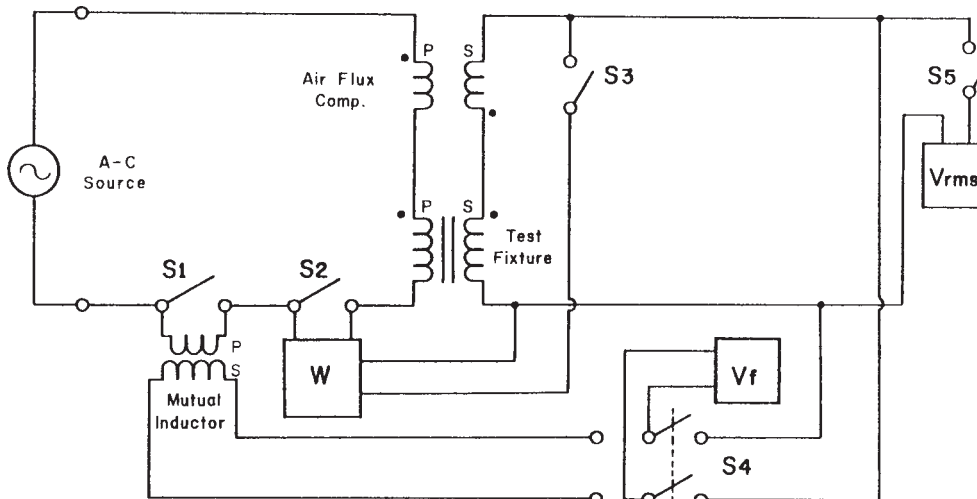 P
S
Air Flux
Comp.
S3
S5
A-C
Source
Vrms
P
S
Test
Fixture
S1
S2
P
S
W
Vf
Mutual
Inductor
S4